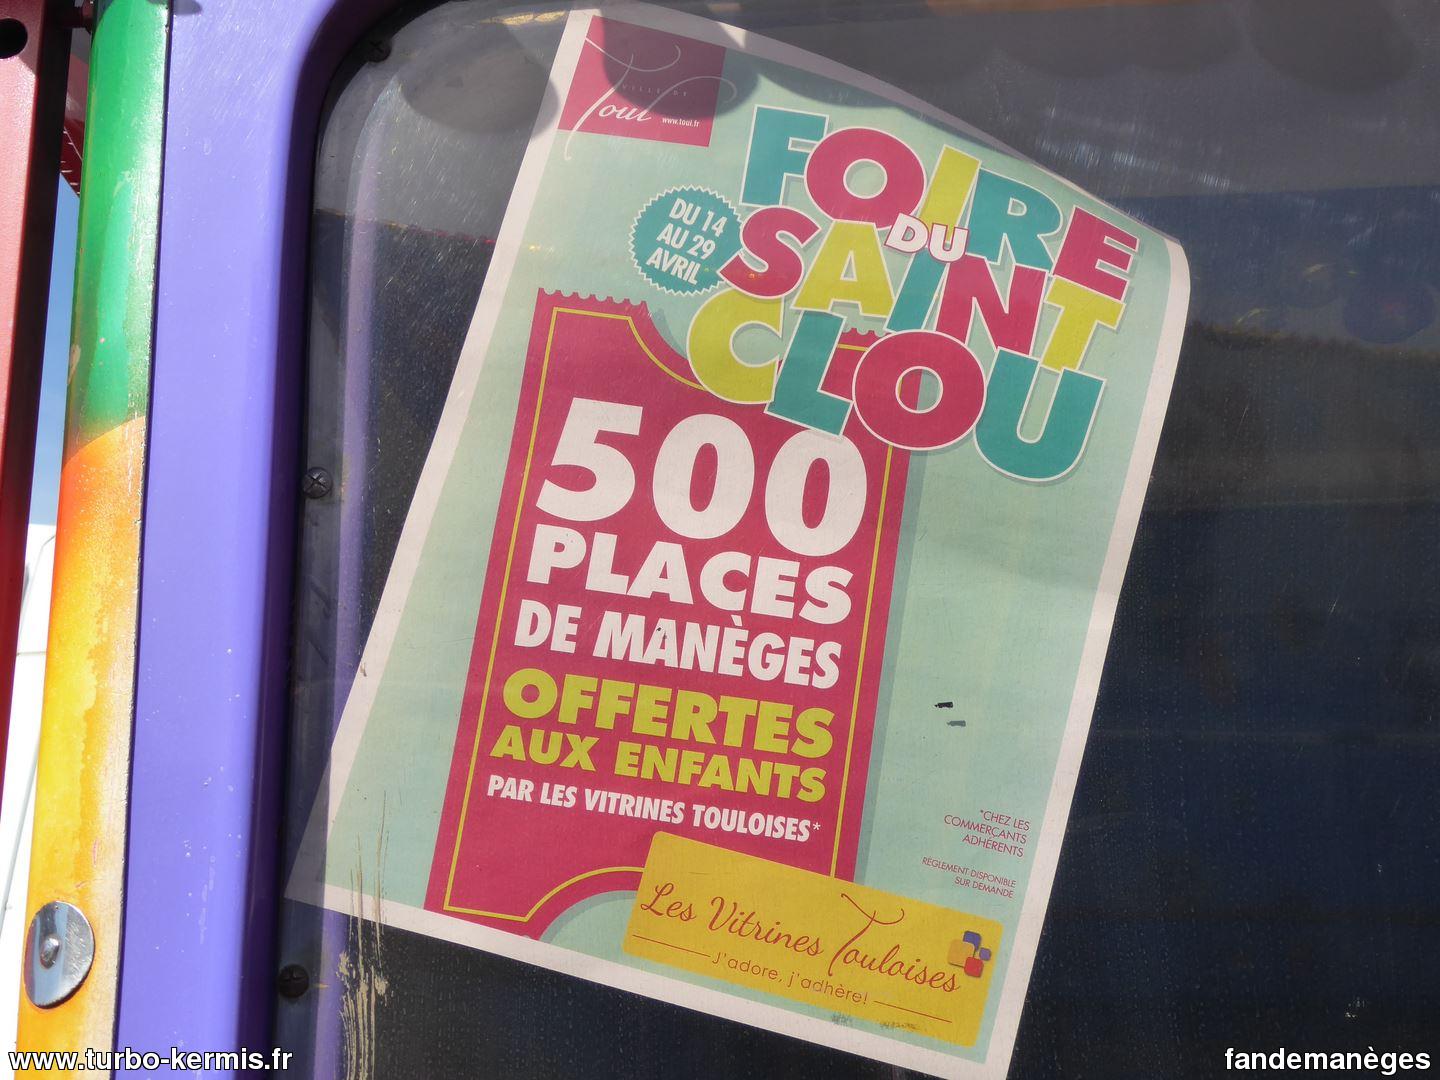 VILLE DE
Toul
www.toul.fr
FOIRE
DU
SAINT
CLOU
DU 14
AU 29
AVRIL
500
PLACES
DE MANÈGES
OFFERTES
AUX ENFANTS
PAR LES VITRINES TOULOISES*
*CHEZ LES
COMMERÇANTS
ADHÉRENTS
RÈGLEMENT DISPONIBLE
SUR DEMANDE
Les Vitrines Touloises
J'adore, j'adhère!
www.turbo-kermis.fr
fandemanèges